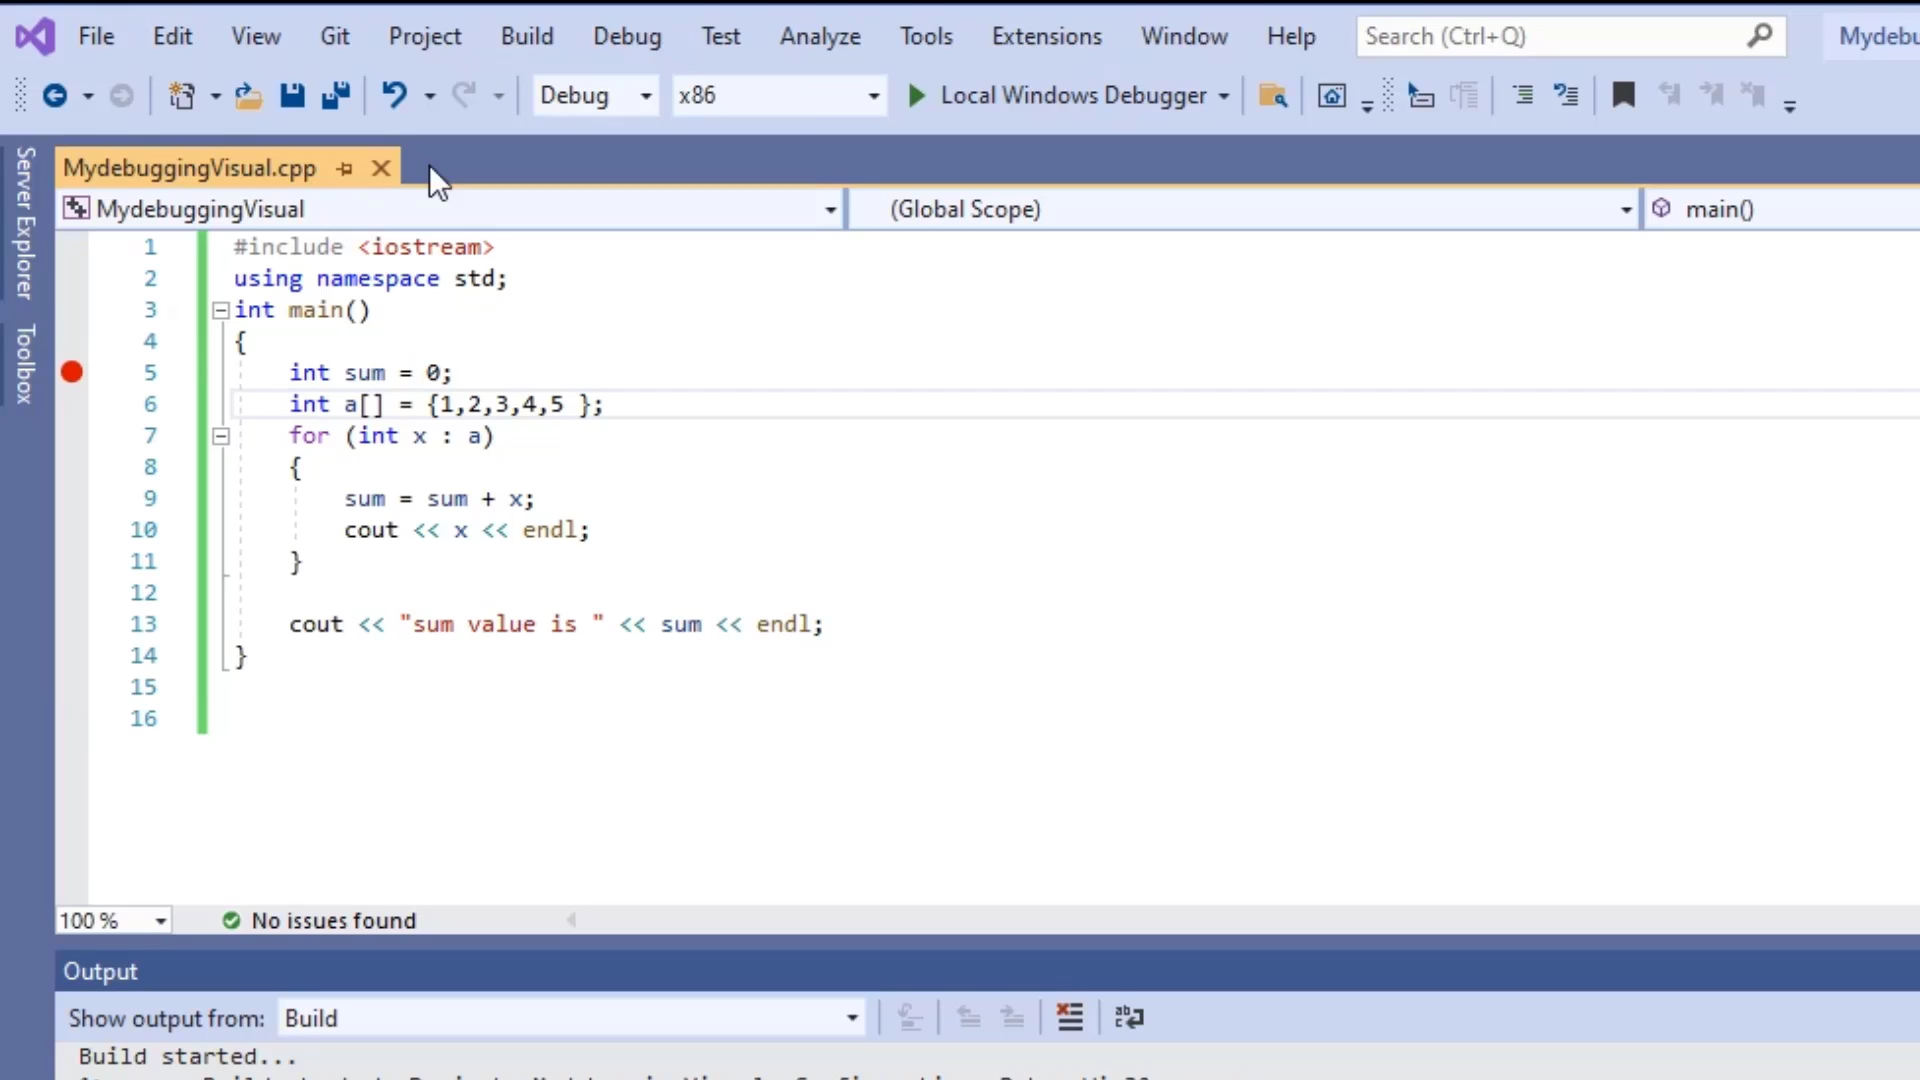 File Edit View Git Project Build Debug Test Analyze Tools Extensions Window Help Search (Ctrl+Q) Mydebu
Debug x86 Local Windows Debugger
Server Explorer
Toolbox
MydebuggingVisual.cpp
MydebuggingVisual (Global Scope) main()
1 #include <iostream>
2 using namespace std;
3 int main()
4 {
5 int sum = 0;
6 int a[] = {1,2,3,4,5 };
7 for (int x : a)
8 {
9 sum = sum + x;
10 cout << x << endl;
11 }
12
13 cout << "sum value is " << sum << endl;
14 }
15
16
100 % No issues found
Output
Show output from: Build
Build started...